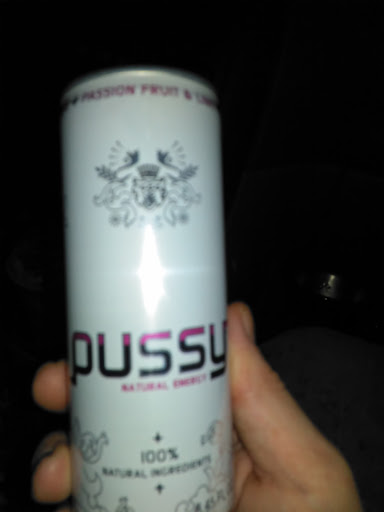 PASSION FRUIT &
pussy
NATURAL ENERGY
100%
NATURAL INGREDIENTS